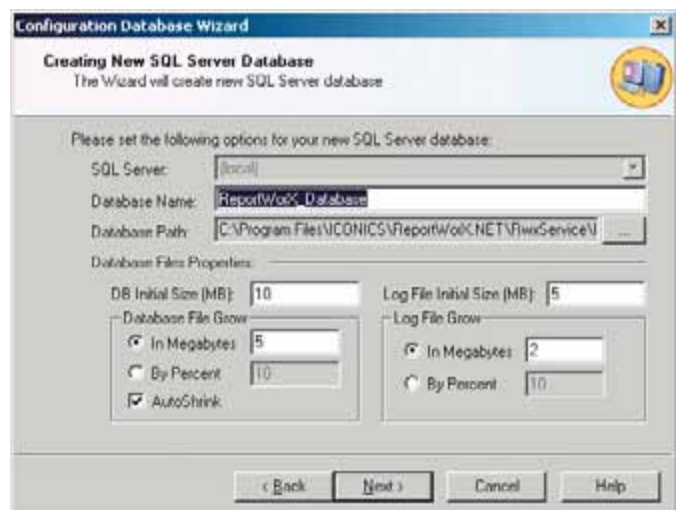 Configuration Database Wizard
Creating New SQL Server Database
The Wizard will create new SQL Server database
Please set the following options for your new SQL Server database:
SQL Server: (local)
Database Name: ReportWorX_Database
Database Path: C:\Program Files\ICONICS\ReportWorX.NET\RwxService\ ...
Database Files Properties:
DB Initial Size (MB): 10 Log File Initial Size (MB): 5
Database File Grow Log File Grow
In Megabytes 5 In Megabytes 2
By Percent 10 By Percent 10
AutoShrink
< Back Next > Cancel Help